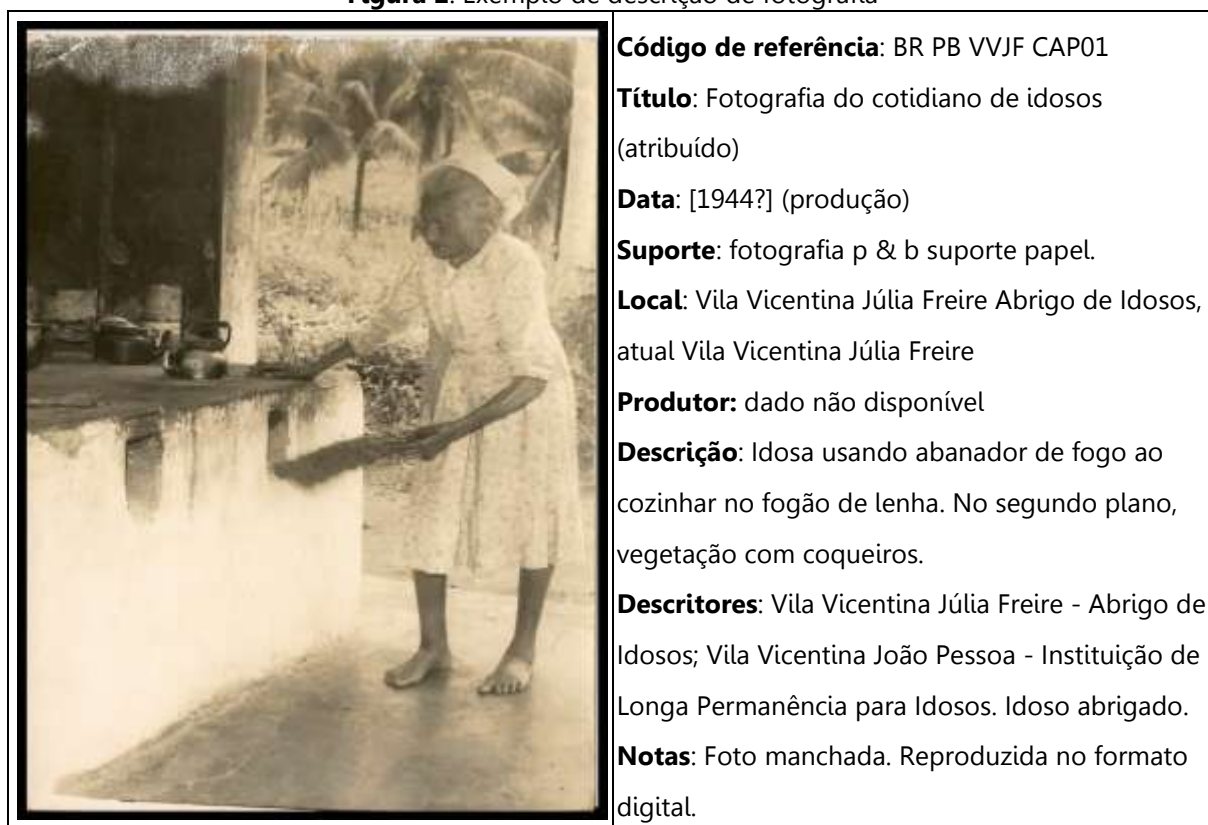 Figura 2: Exemplo de descrição de fotografia
Código de referência: BR PB VVJF CAP01
Título: Fotografia do cotidiano de idosos
(atribuído)
Data: [1944?] (produção)
Suporte: fotografia p & b suporte papel.
Local: Vila Vicentina Júlia Freire Abrigo de Idosos,
atual Vila Vicentina Júlia Freire
Produtor: dado não disponível
Descrição: Idosa usando abanador de fogo ao
cozinhar no fogão de lenha. No segundo plano,
vegetação com coqueiros.
Descritores: Vila Vicentina Júlia Freire - Abrigo de
Idosos; Vila Vicentina João Pessoa - Instituição de
Longa Permanência para Idosos. Idoso abrigado.
Notas: Foto manchada. Reproduzida no formato
digital.